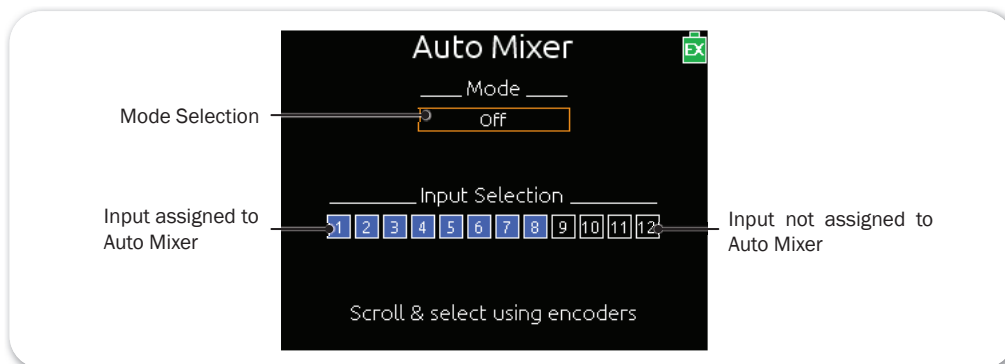 Auto Mixer
EX
Mode
Mode Selection
Off
Input Selection
Input assigned to
Auto Mixer
1 2 3 4 5 6 7 8 9 10 11 12
Input not assigned to
Auto Mixer
Scroll & select using encoders